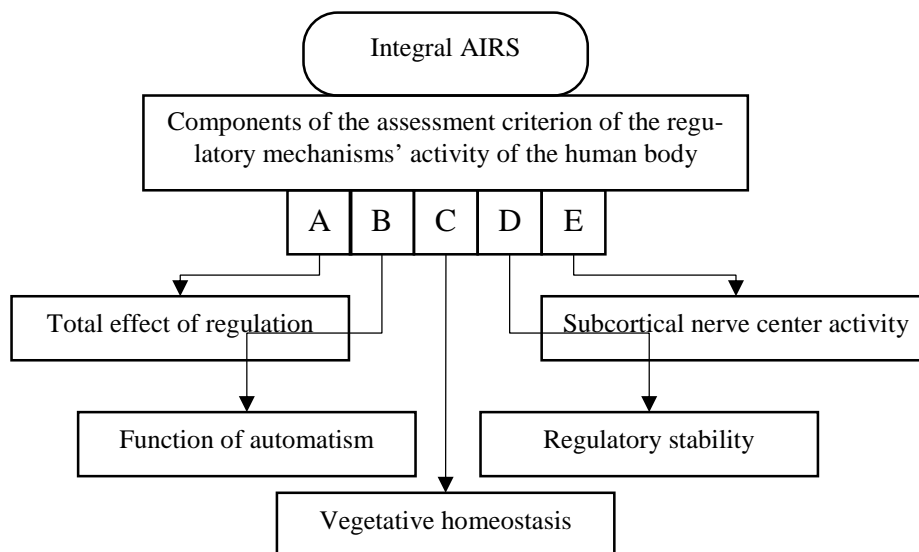 Integral AIRS
Components of the assessment criterion of the regu-
latory mechanisms’ activity of the human body
A B C D E
Total effect of regulation
Subcortical nerve center activity
Function of automatism
Regulatory stability
Vegetative homeostasis